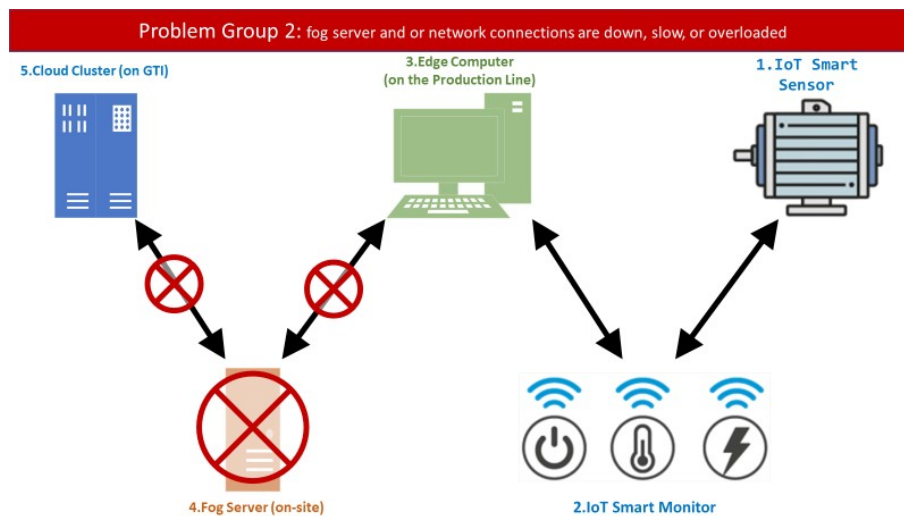 Problem Group 2: fog server and or network connections are down, slow, or overloaded
5.Cloud Cluster (on GTI)
3.Edge Computer
(on the Production Line)
1.IoT Smart
Sensor
4.Fog Server (on-site)
2.IoT Smart Monitor